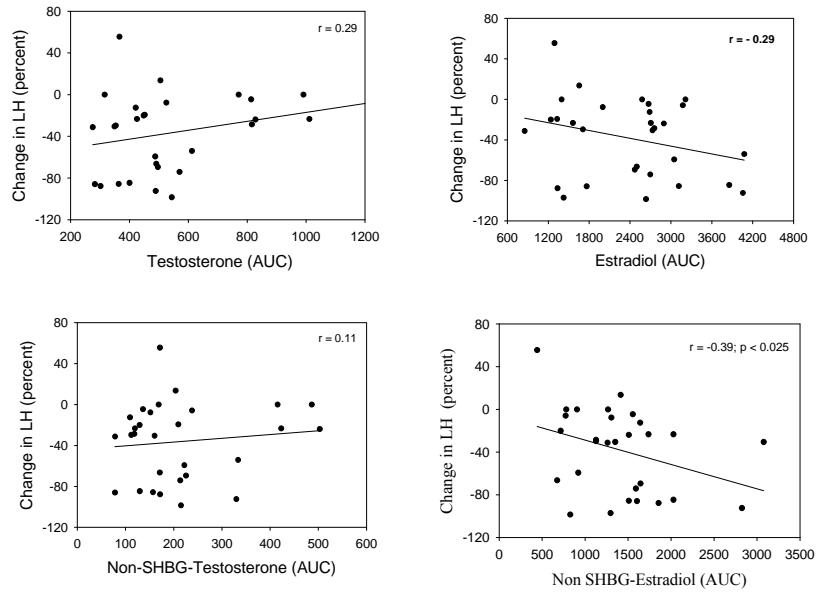 80
40
0
-40
-80
-120
Change in LH (percent)
r = 0.29
200 400 600 800 1000 1200
Testosterone (AUC)
80
40
0
-40
-80
-120
Change in LH (percent)
r = - 0.29
600 1200 1800 2400 3000 3600 4200 4800
Estradiol (AUC)
80
40
0
-40
-80
-120
Change in LH (percent)
r = 0.11
0 100 200 300 400 500 600
Non-SHBG-Testosterone (AUC)
80
40
0
-40
-80
-120
Change in LH (percent)
r = -0.39; p < 0.025
0 500 1000 1500 2000 2500 3000 3500
Non SHBG-Estradiol (AUC)